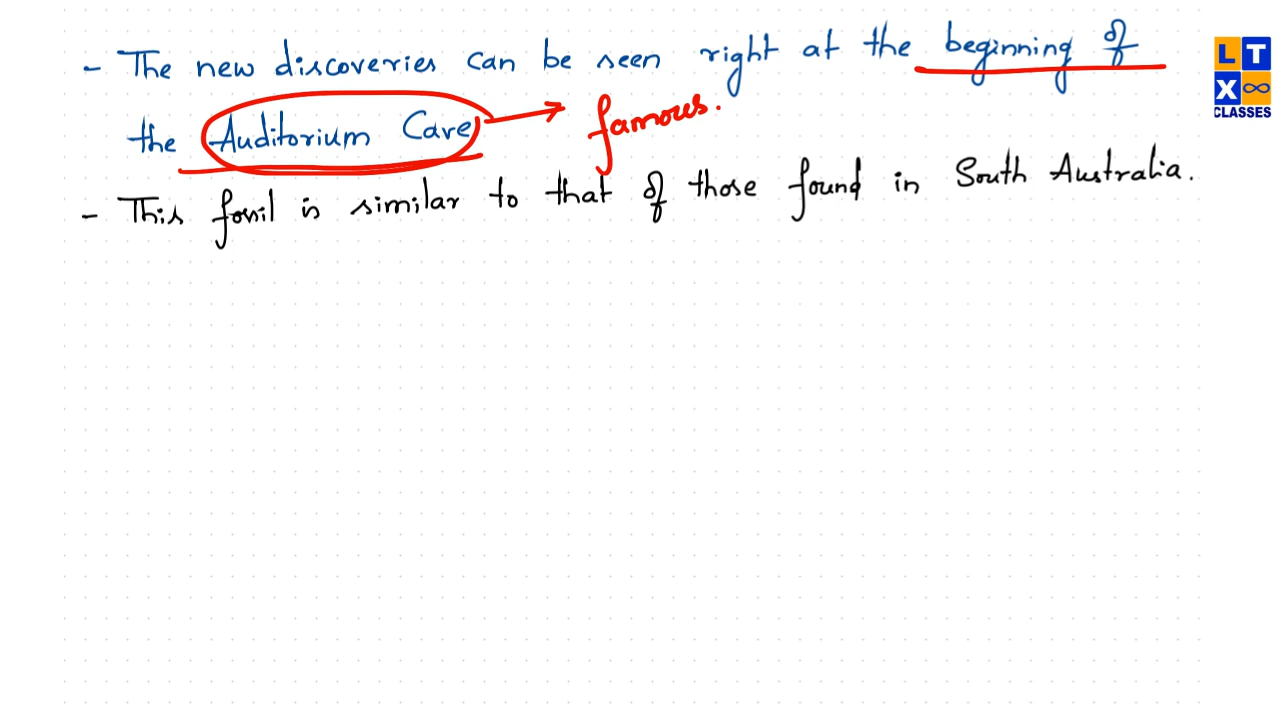 - The new discoveries can be seen right at the beginning of
the Auditorium Cave → famous.
- This fossil is similar to that of those found in South Australia.
LT
X∞
CLASSES